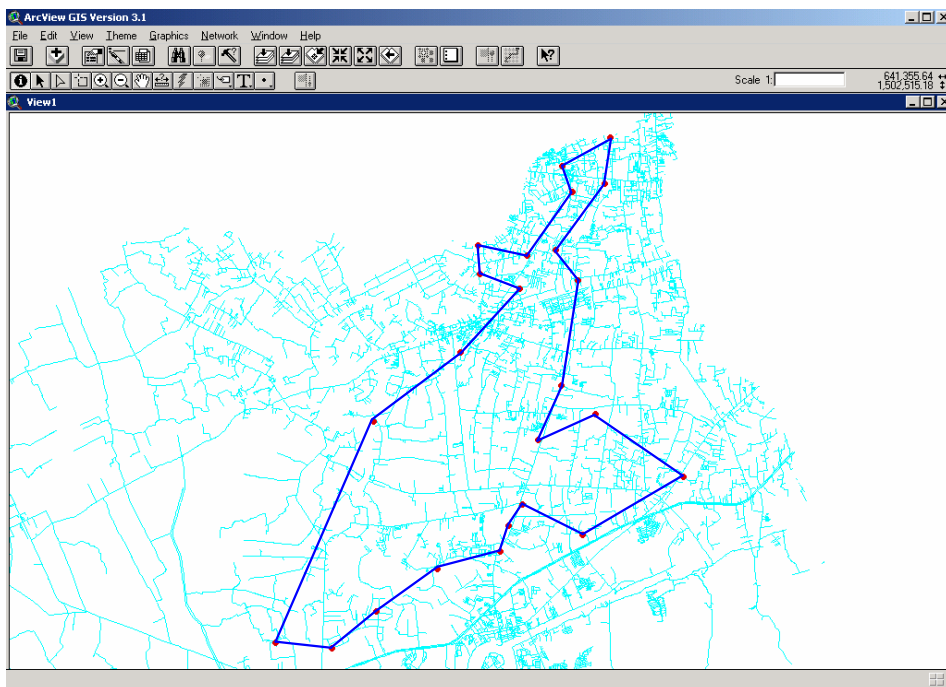 ArcView GIS Version 3.1
File Edit View Theme Graphics Network Window Help
Scale 1: 641,355.64
1,502,515.18
View1